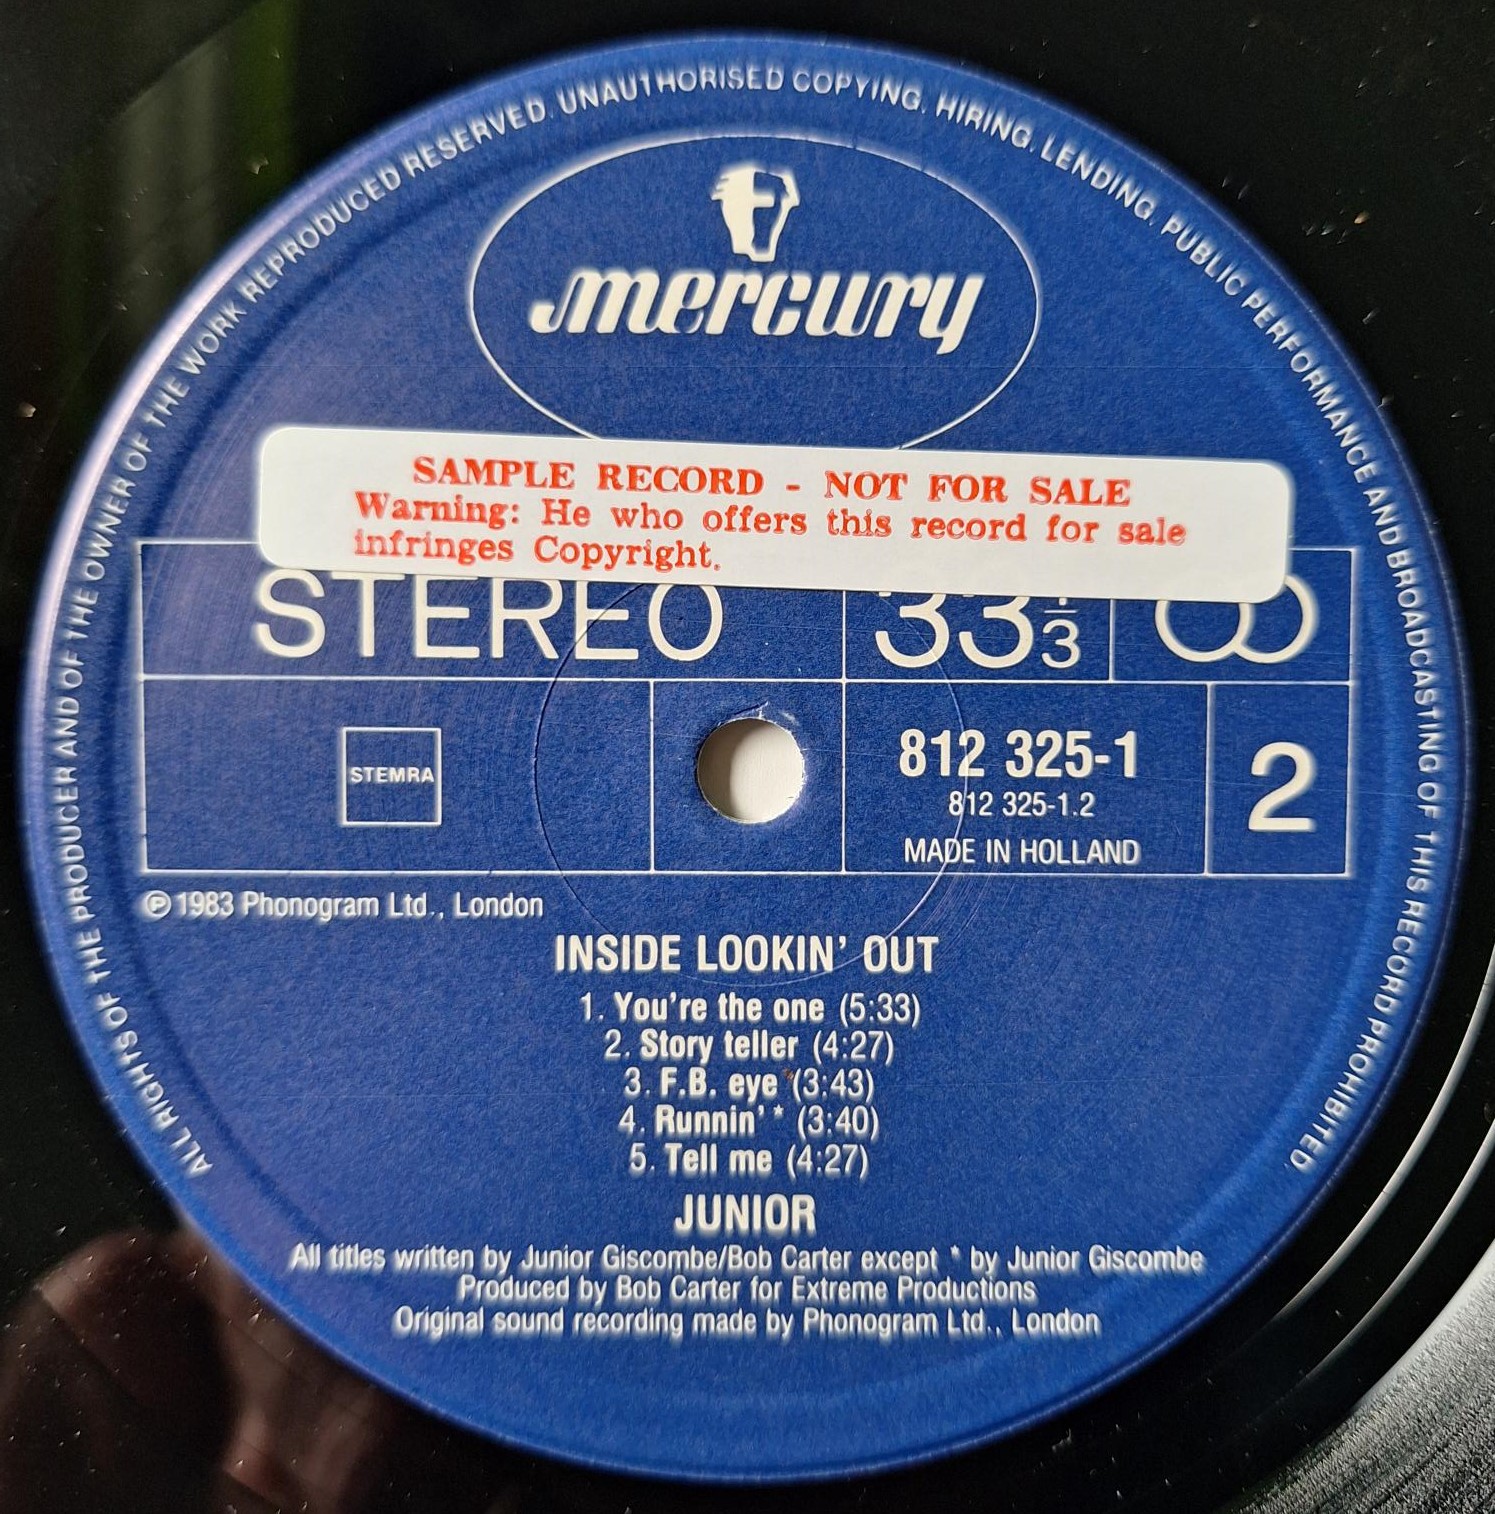 ALL RIGHTS OF THE PRODUCER AND OF THE OWNER OF THE WORK REPRODUCED RESERVED. UNAUTHORISED COPYING, HIRING, LENDING, PUBLIC PERFORMANCE AND BROADCASTING OF THIS RECORD PROHIBITED.
mercury
SAMPLE RECORD - NOT FOR SALE
Warning: He who offers this record for sale
infringes Copyright.
STEREO 33 1/3
STEMRA
812 325-1
812 325-1.2
MADE IN HOLLAND
2
℗ 1983 Phonogram Ltd., London
INSIDE LOOKIN' OUT
1. You're the one (5:33)
2. Story teller (4:27)
3. F.B. eye (3:43)
4. Runnin'* (3:40)
5. Tell me (4:27)
JUNIOR
All titles written by Junior Giscombe/Bob Carter except * by Junior Giscombe
Produced by Bob Carter for Extreme Productions
Original sound recording made by Phonogram Ltd., London